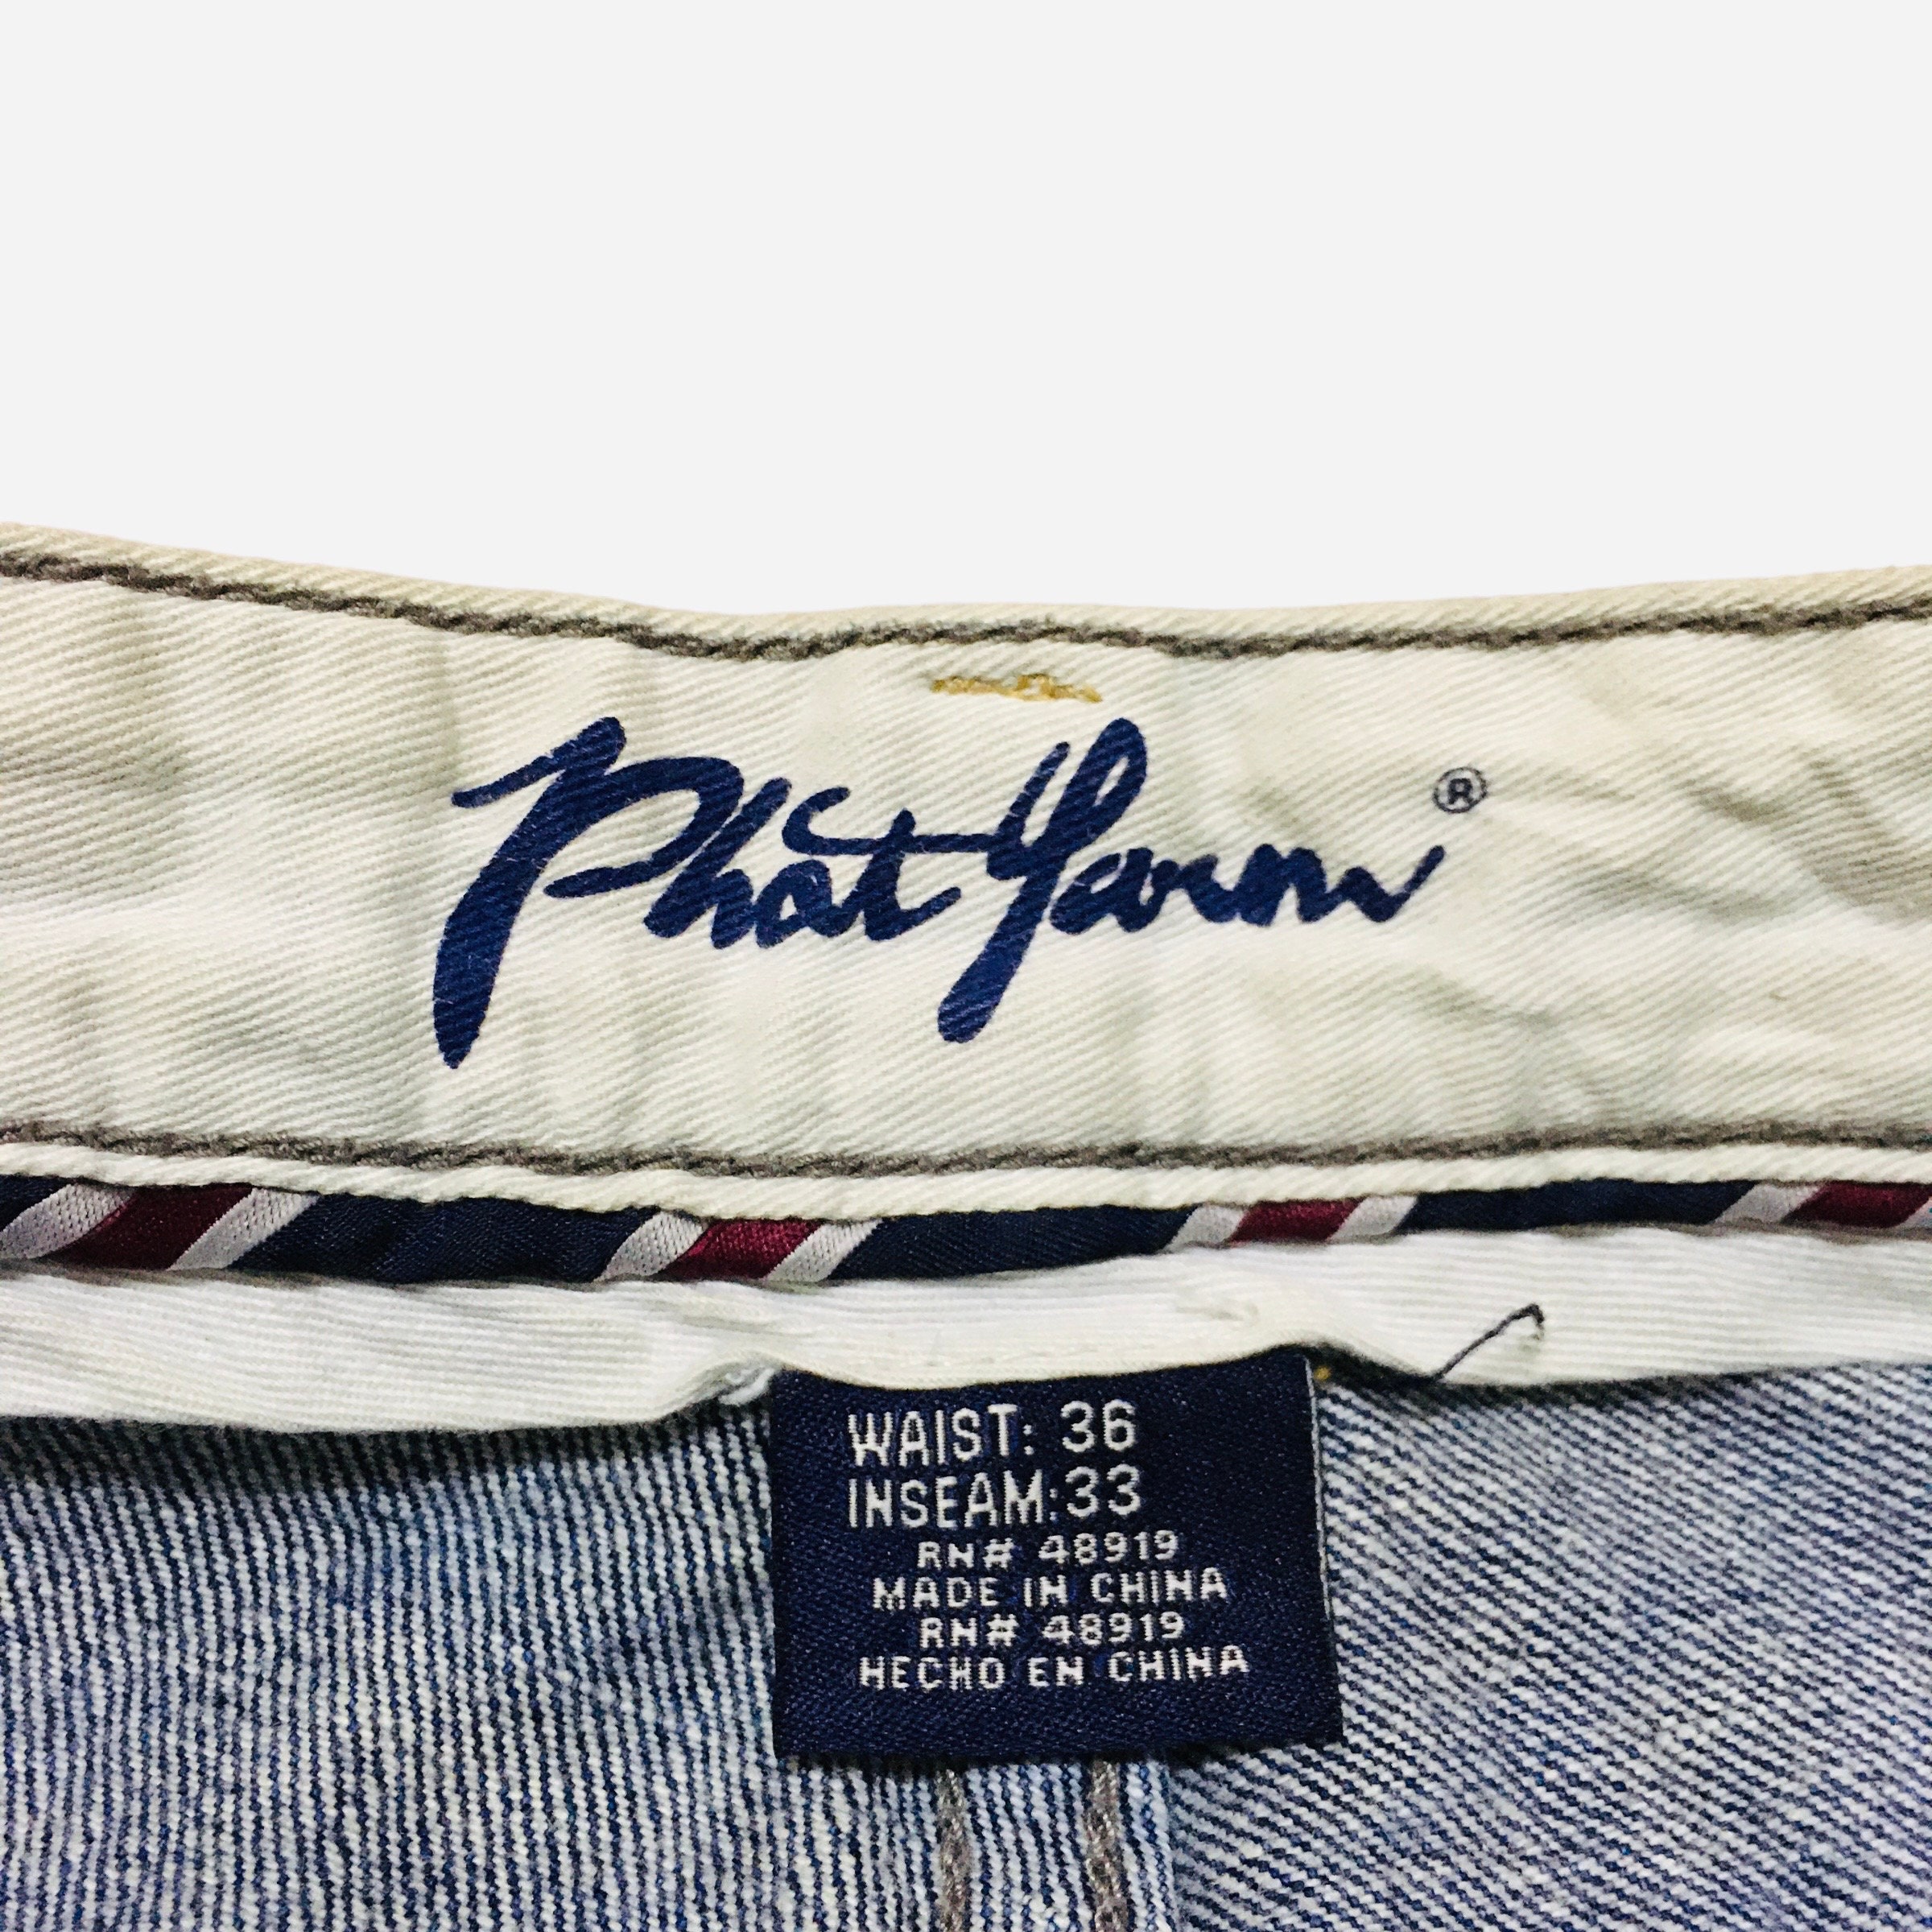 Phat Farm ®
WAIST: 36
INSEAM:33
RN# 48919
MADE IN CHINA
RN# 48919
HECHO EN CHINA